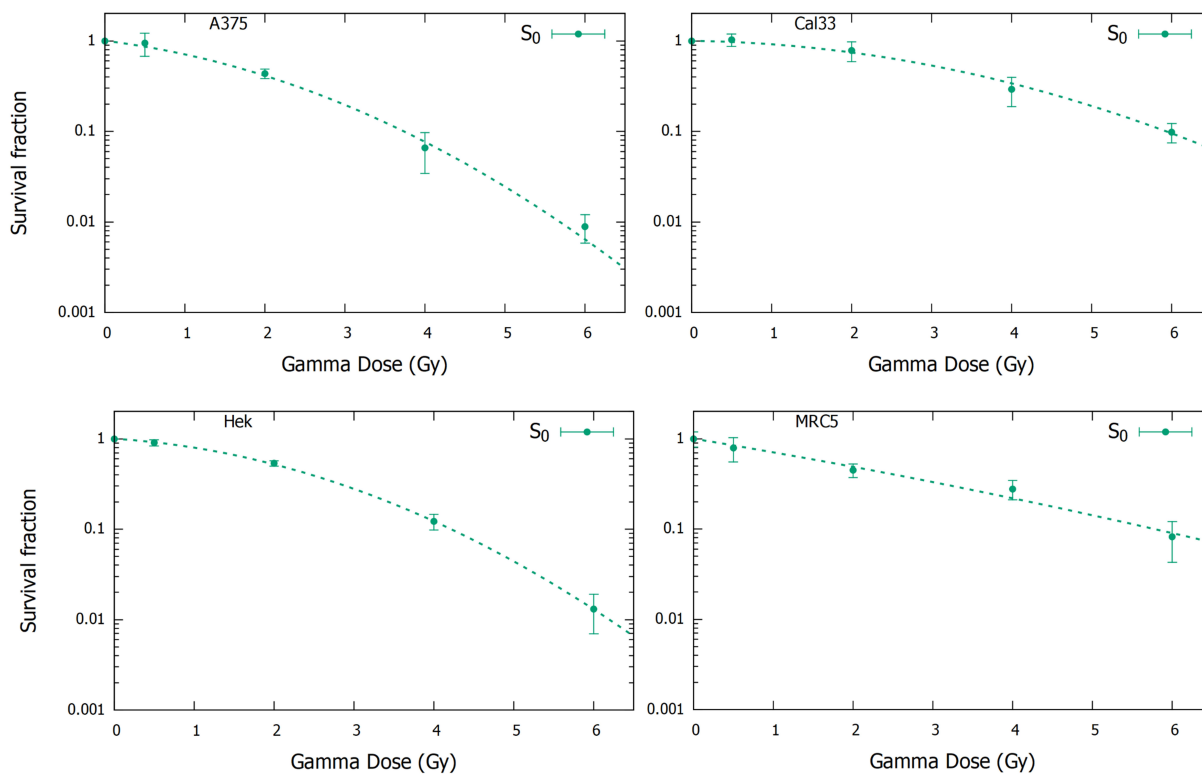 A375
S0
1
0.1
0.01
0.001
0 1 2 3 4 5 6
Survival fraction
Gamma Dose (Gy)
Cal33
S0
1
0.1
0.01
0.001
0 1 2 3 4 5 6
Gamma Dose (Gy)
Hek
S0
1
0.1
0.01
0.001
0 1 2 3 4 5 6
Survival fraction
Gamma Dose (Gy)
MRC5
S0
1
0.1
0.01
0.001
0 1 2 3 4 5 6
Gamma Dose (Gy)